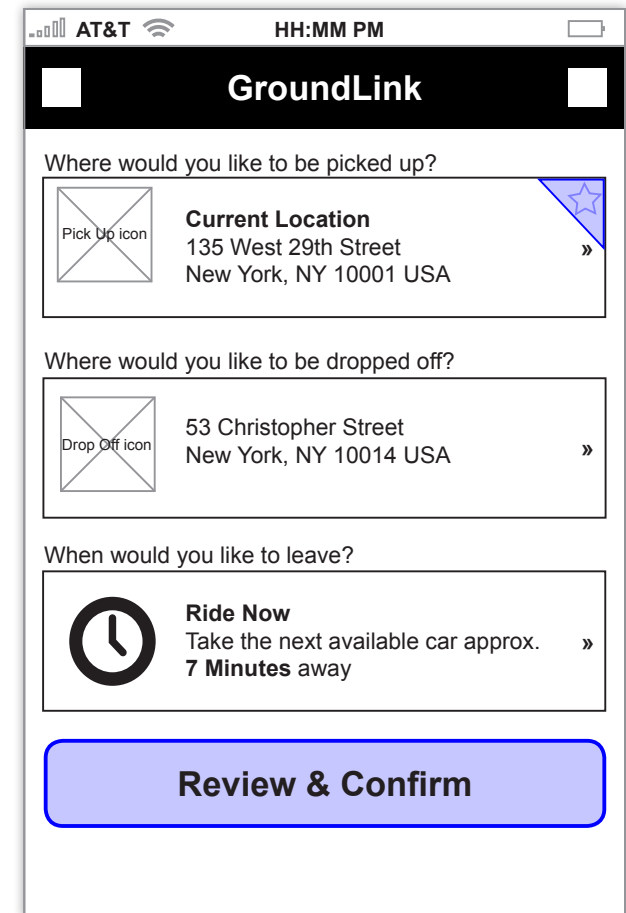 AT&T HH:MM PM
GroundLink
Where would you like to be picked up?
Pick Up icon
Current Location
135 West 29th Street
New York, NY 10001 USA
»
Where would you like to be dropped off?
Drop Off icon
53 Christopher Street
New York, NY 10014 USA
»
When would you like to leave?
Ride Now
Take the next available car approx.
7 Minutes away
»
Review & Confirm